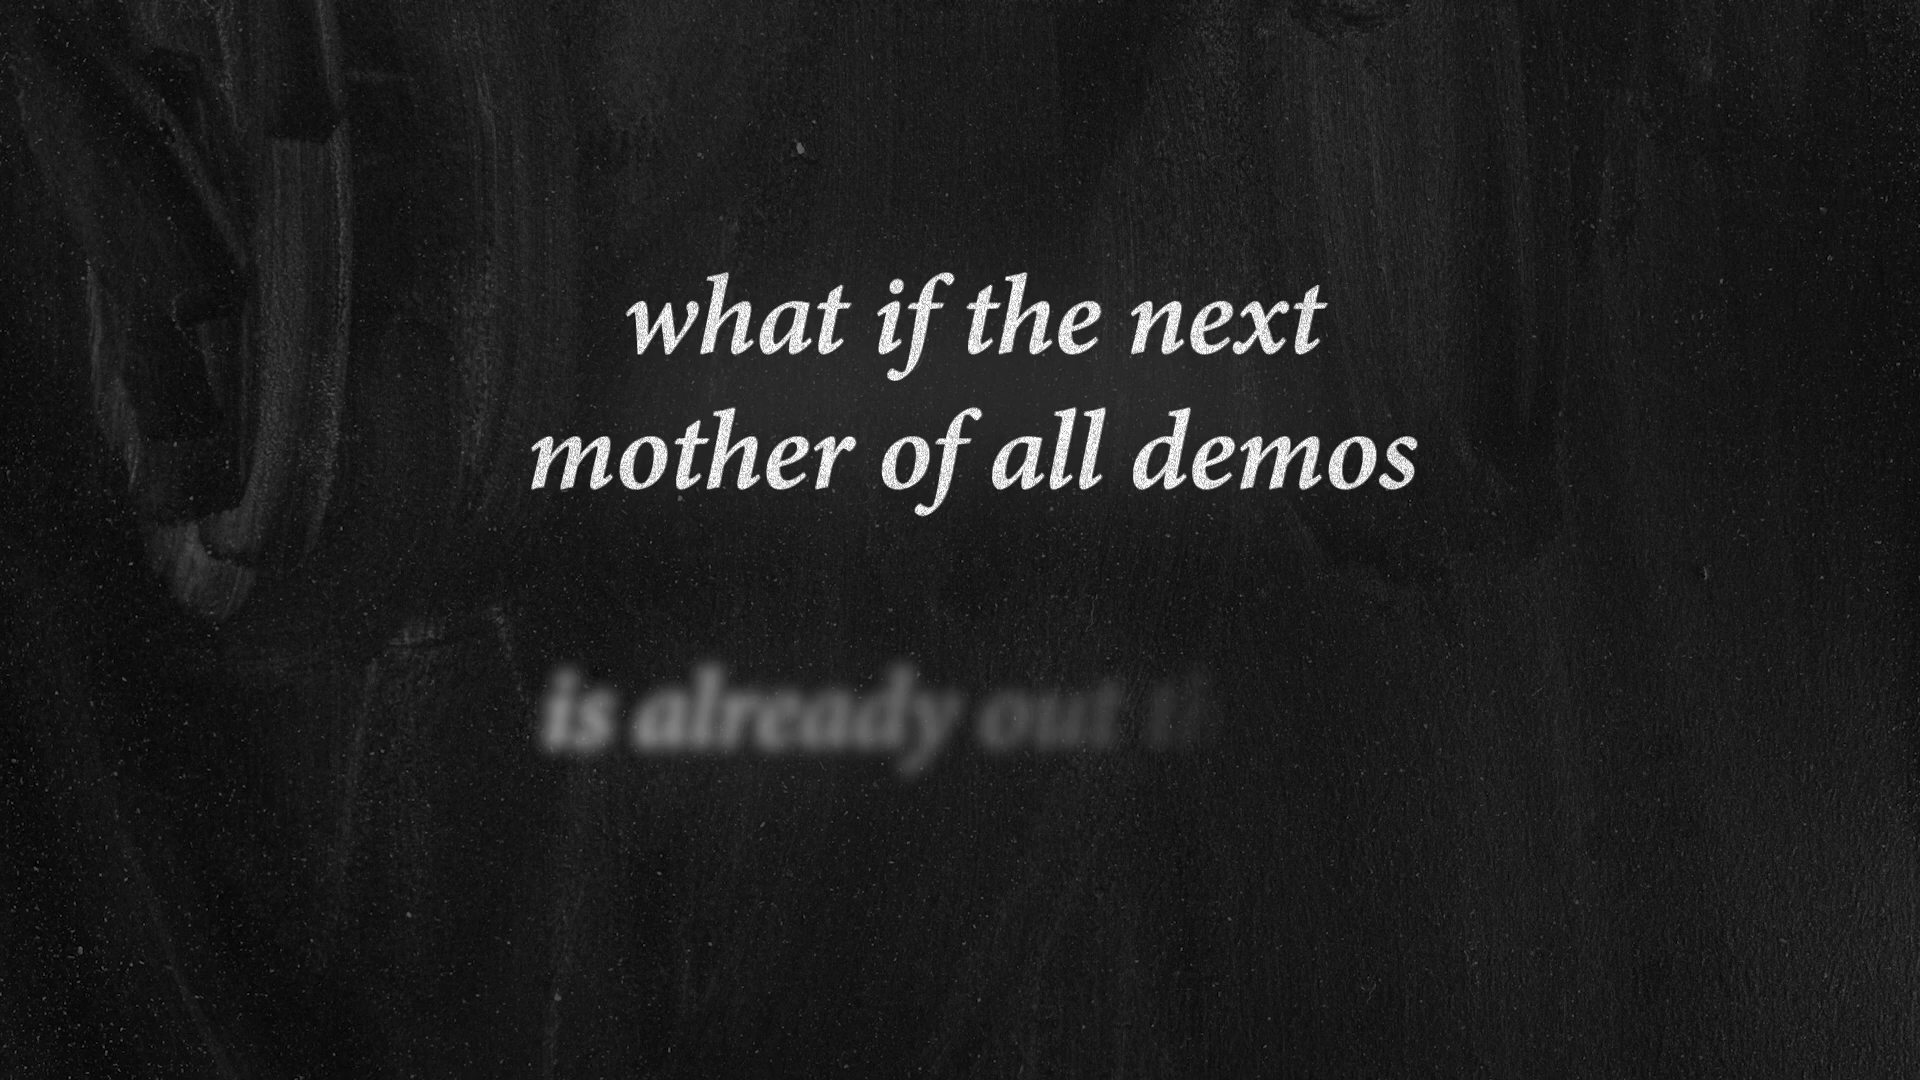 what if the next
mother of all demos
is already out